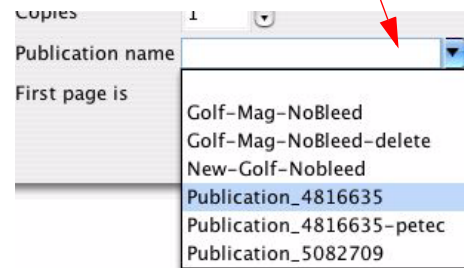 Copies 1
Publication name
First page is
Golf-Mag-NoBleed
Golf-Mag-NoBleed-delete
New-Golf-Nobleed
Publication_4816635
Publication_4816635-petec
Publication_5082709